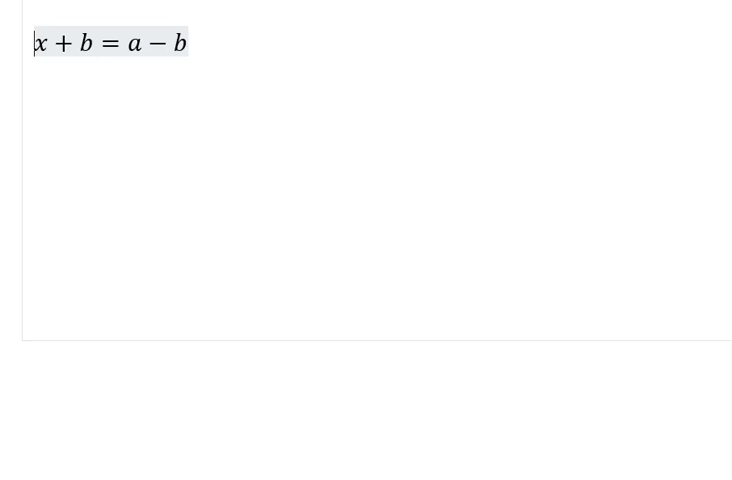 x + b = a − b